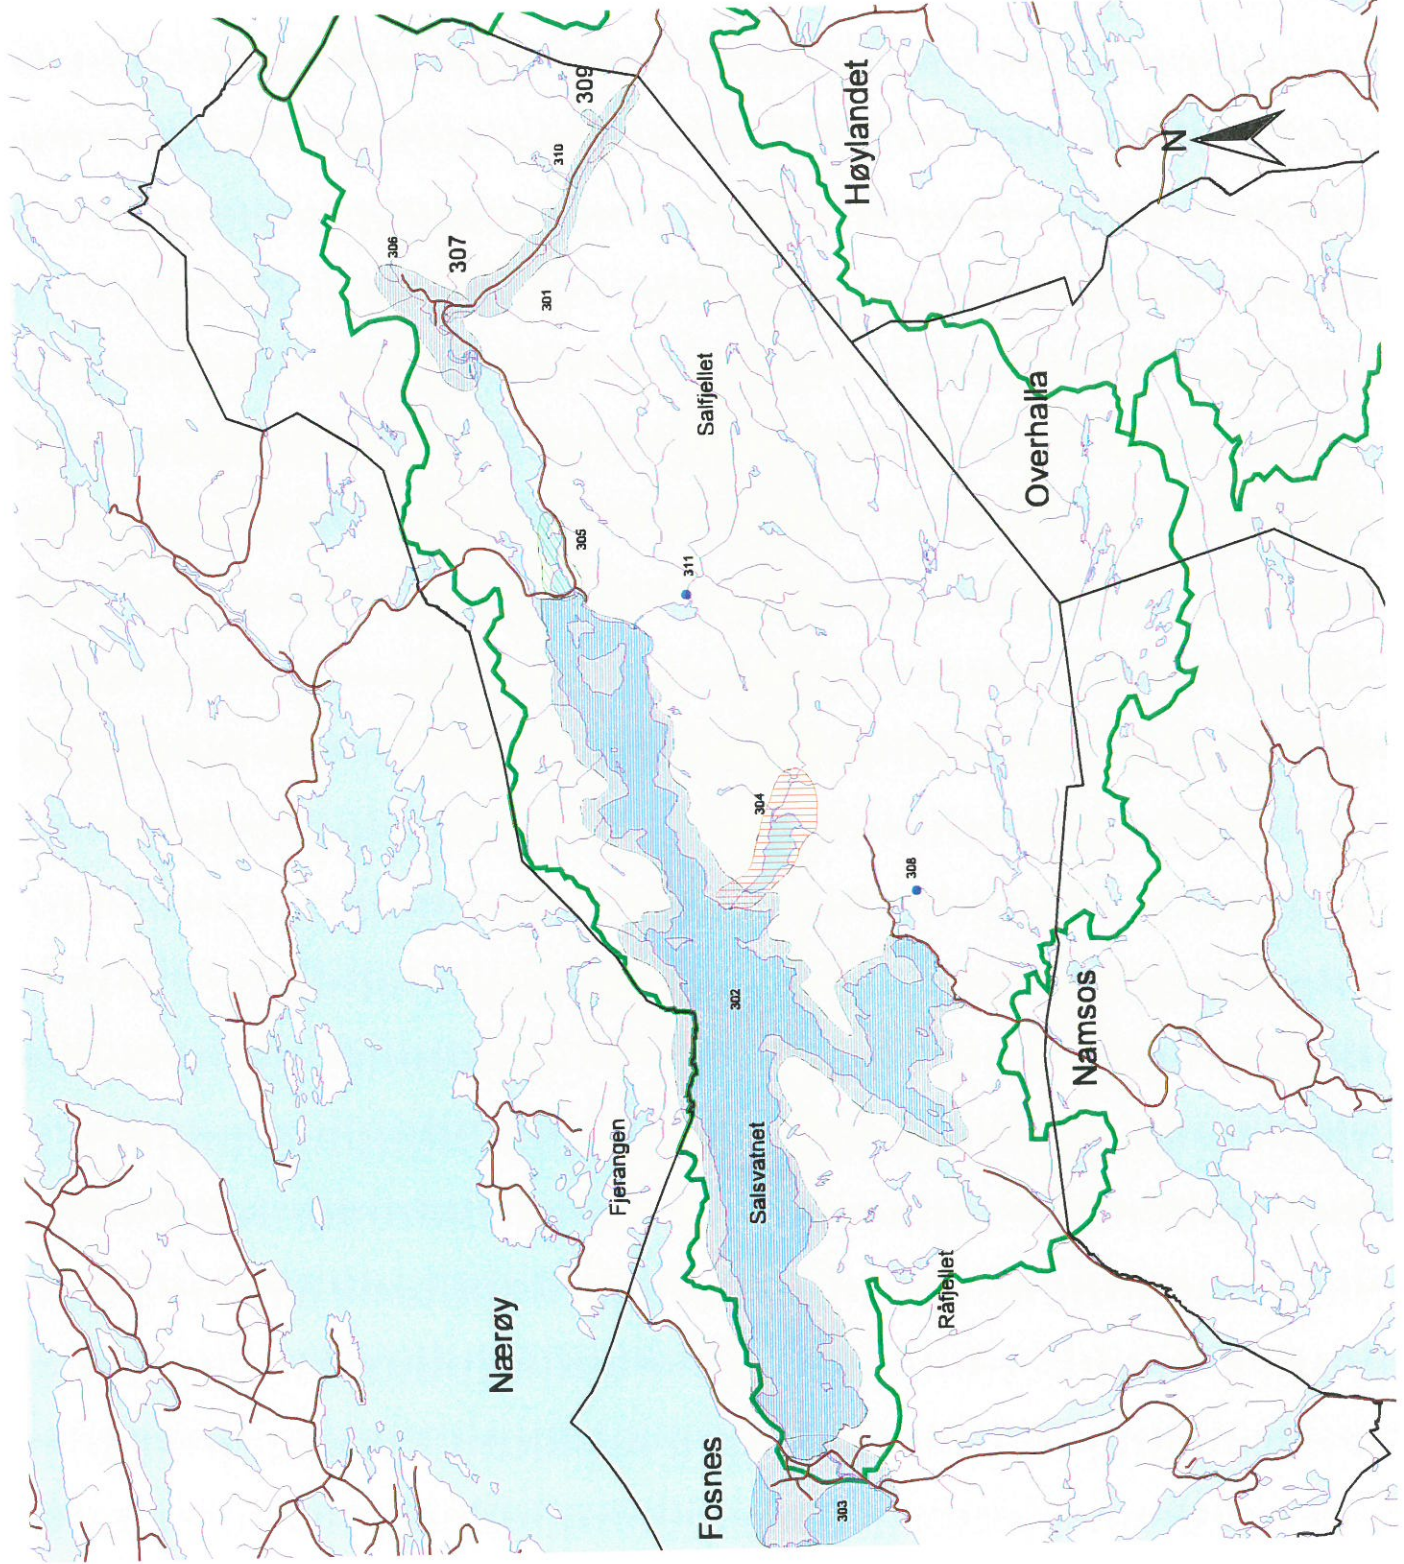 306
307
Nærøy
301
310
305
309
Fjerangen
311
Salfjellet
Fosnes
302
Salsvatnet
304
303
Høylandet
308
Råfjellet
Overhalla
Namsos
N